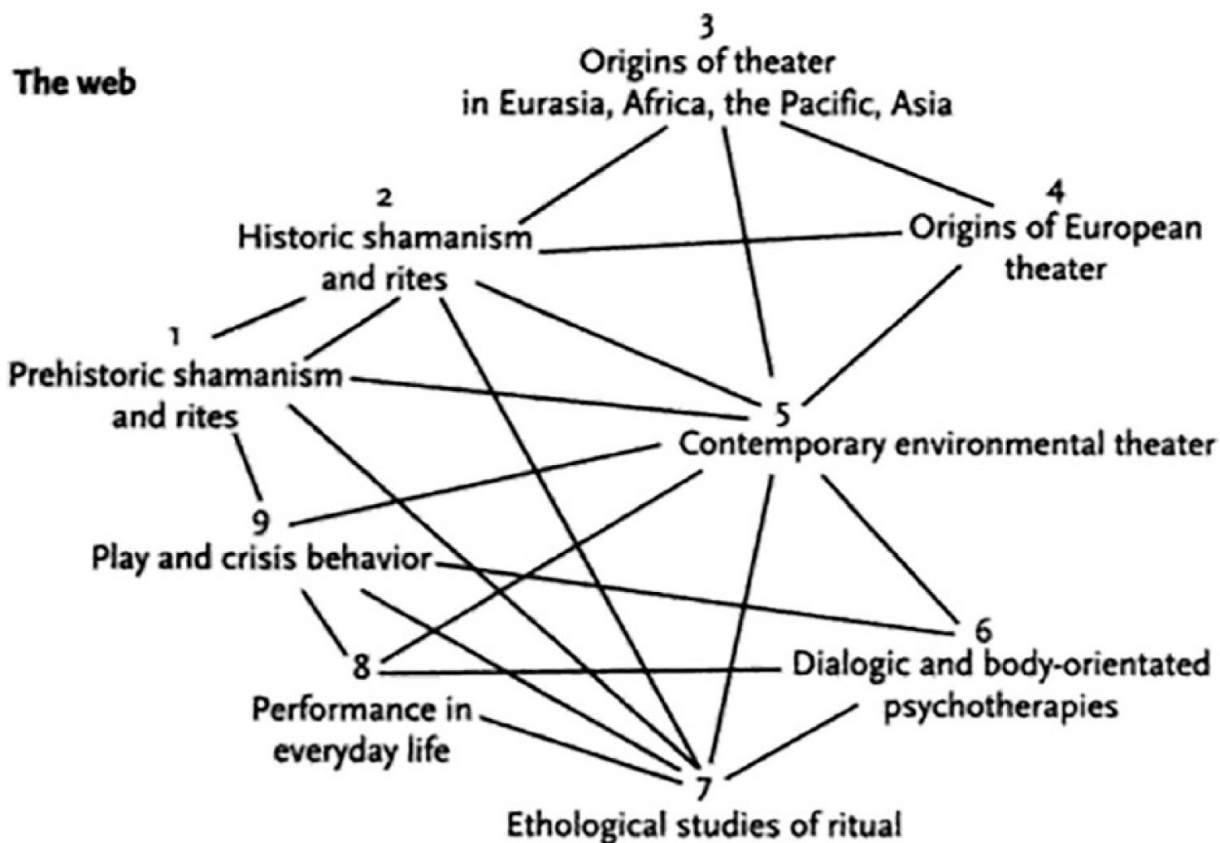 The web
3
Origins of theater
in Eurasia, Africa, the Pacific, Asia
2
Historic shamanism
and rites
4
Origins of European
theater
1
Prehistoric shamanism
and rites
5
Contemporary environmental theater
9
Play and crisis behavior
6
Dialogic and body-orientated
psychotherapies
8
Performance in
everyday life
7
Ethological studies of ritual